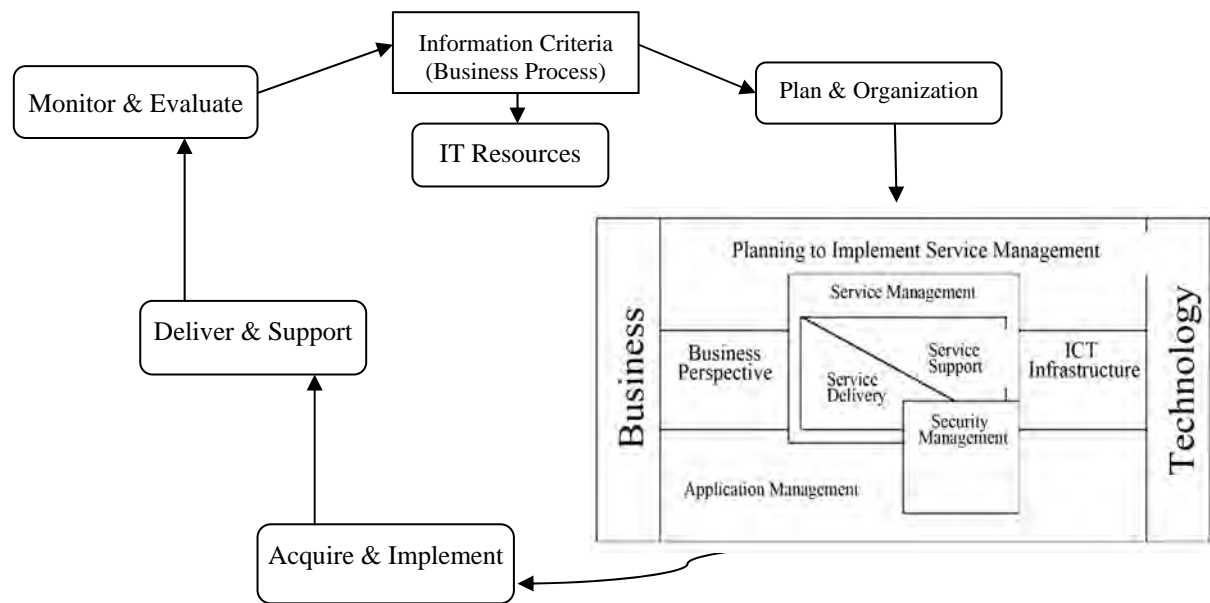 Information Criteria
(Business Process)
Monitor & Evaluate
Plan & Organization
IT Resources
Planning to Implement Service Management
Service Management
Business
Technology
Deliver & Support
Business
Perspective
Service
Support
Service
Delivery
ICT
Infrastructure
Security
Management
Application Management
Acquire & Implement